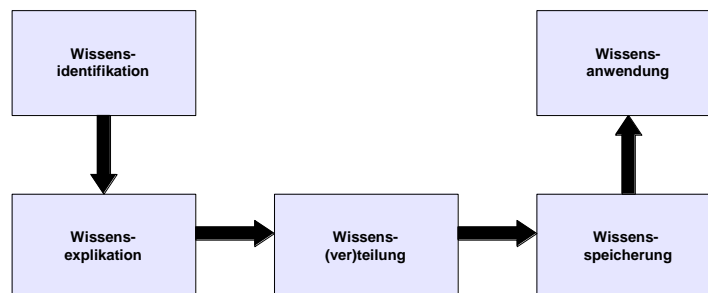 Wissens-
identifikation
Wissens-
anwendung
Wissens-
explikation
Wissens-
(ver)teilung
Wissens-
speicherung